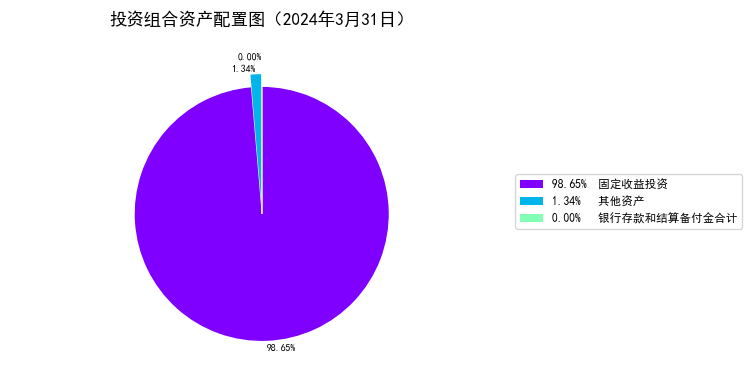 投资组合资产配置图（2024年3月31日）
0.00%
1.34%
98.65% 固定收益投资
1.34% 其他资产
0.00% 银行存款和结算备付金合计
98.65%